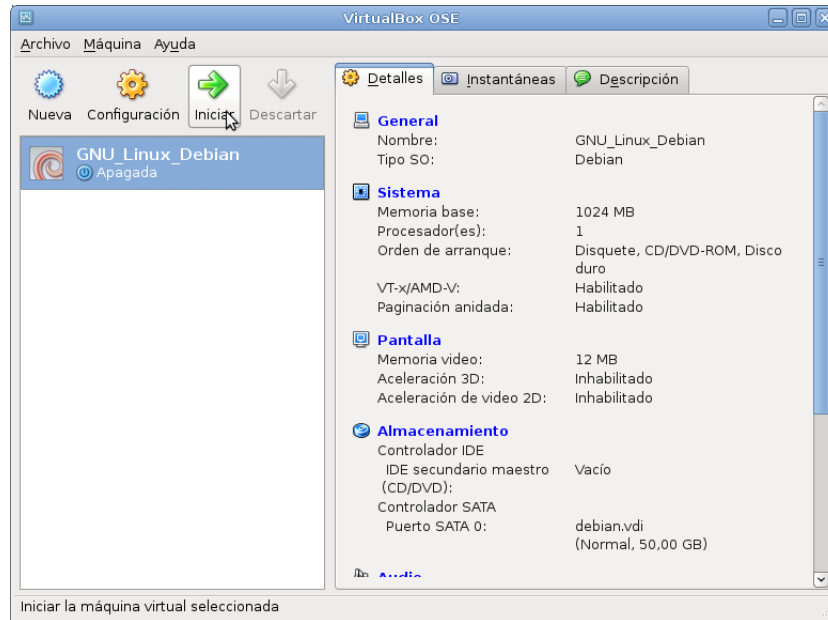 VirtualBox OSE
Archivo Máquina Ayuda
Nueva Configuración Iniciar Descartar
GNU_Linux_Debian
Apagada
Detalles Instantáneas Descripción
General
Nombre: GNU_Linux_Debian
Tipo SO: Debian
Sistema
Memoria base: 1024 MB
Procesador(es): 1
Orden de arranque: Disquete, CD/DVD-ROM, Disco
duro
VT-x/AMD-V: Habilitado
Paginación anidada: Habilitado
Pantalla
Memoria video: 12 MB
Aceleración 3D: Inhabilitado
Aceleración de video 2D: Inhabilitado
Almacenamiento
Controlador IDE
IDE secundario maestro Vacío
(CD/DVD):
Controlador SATA
Puerto SATA 0: debian.vdi
(Normal, 50,00 GB)
Audio
Iniciar la máquina virtual seleccionada